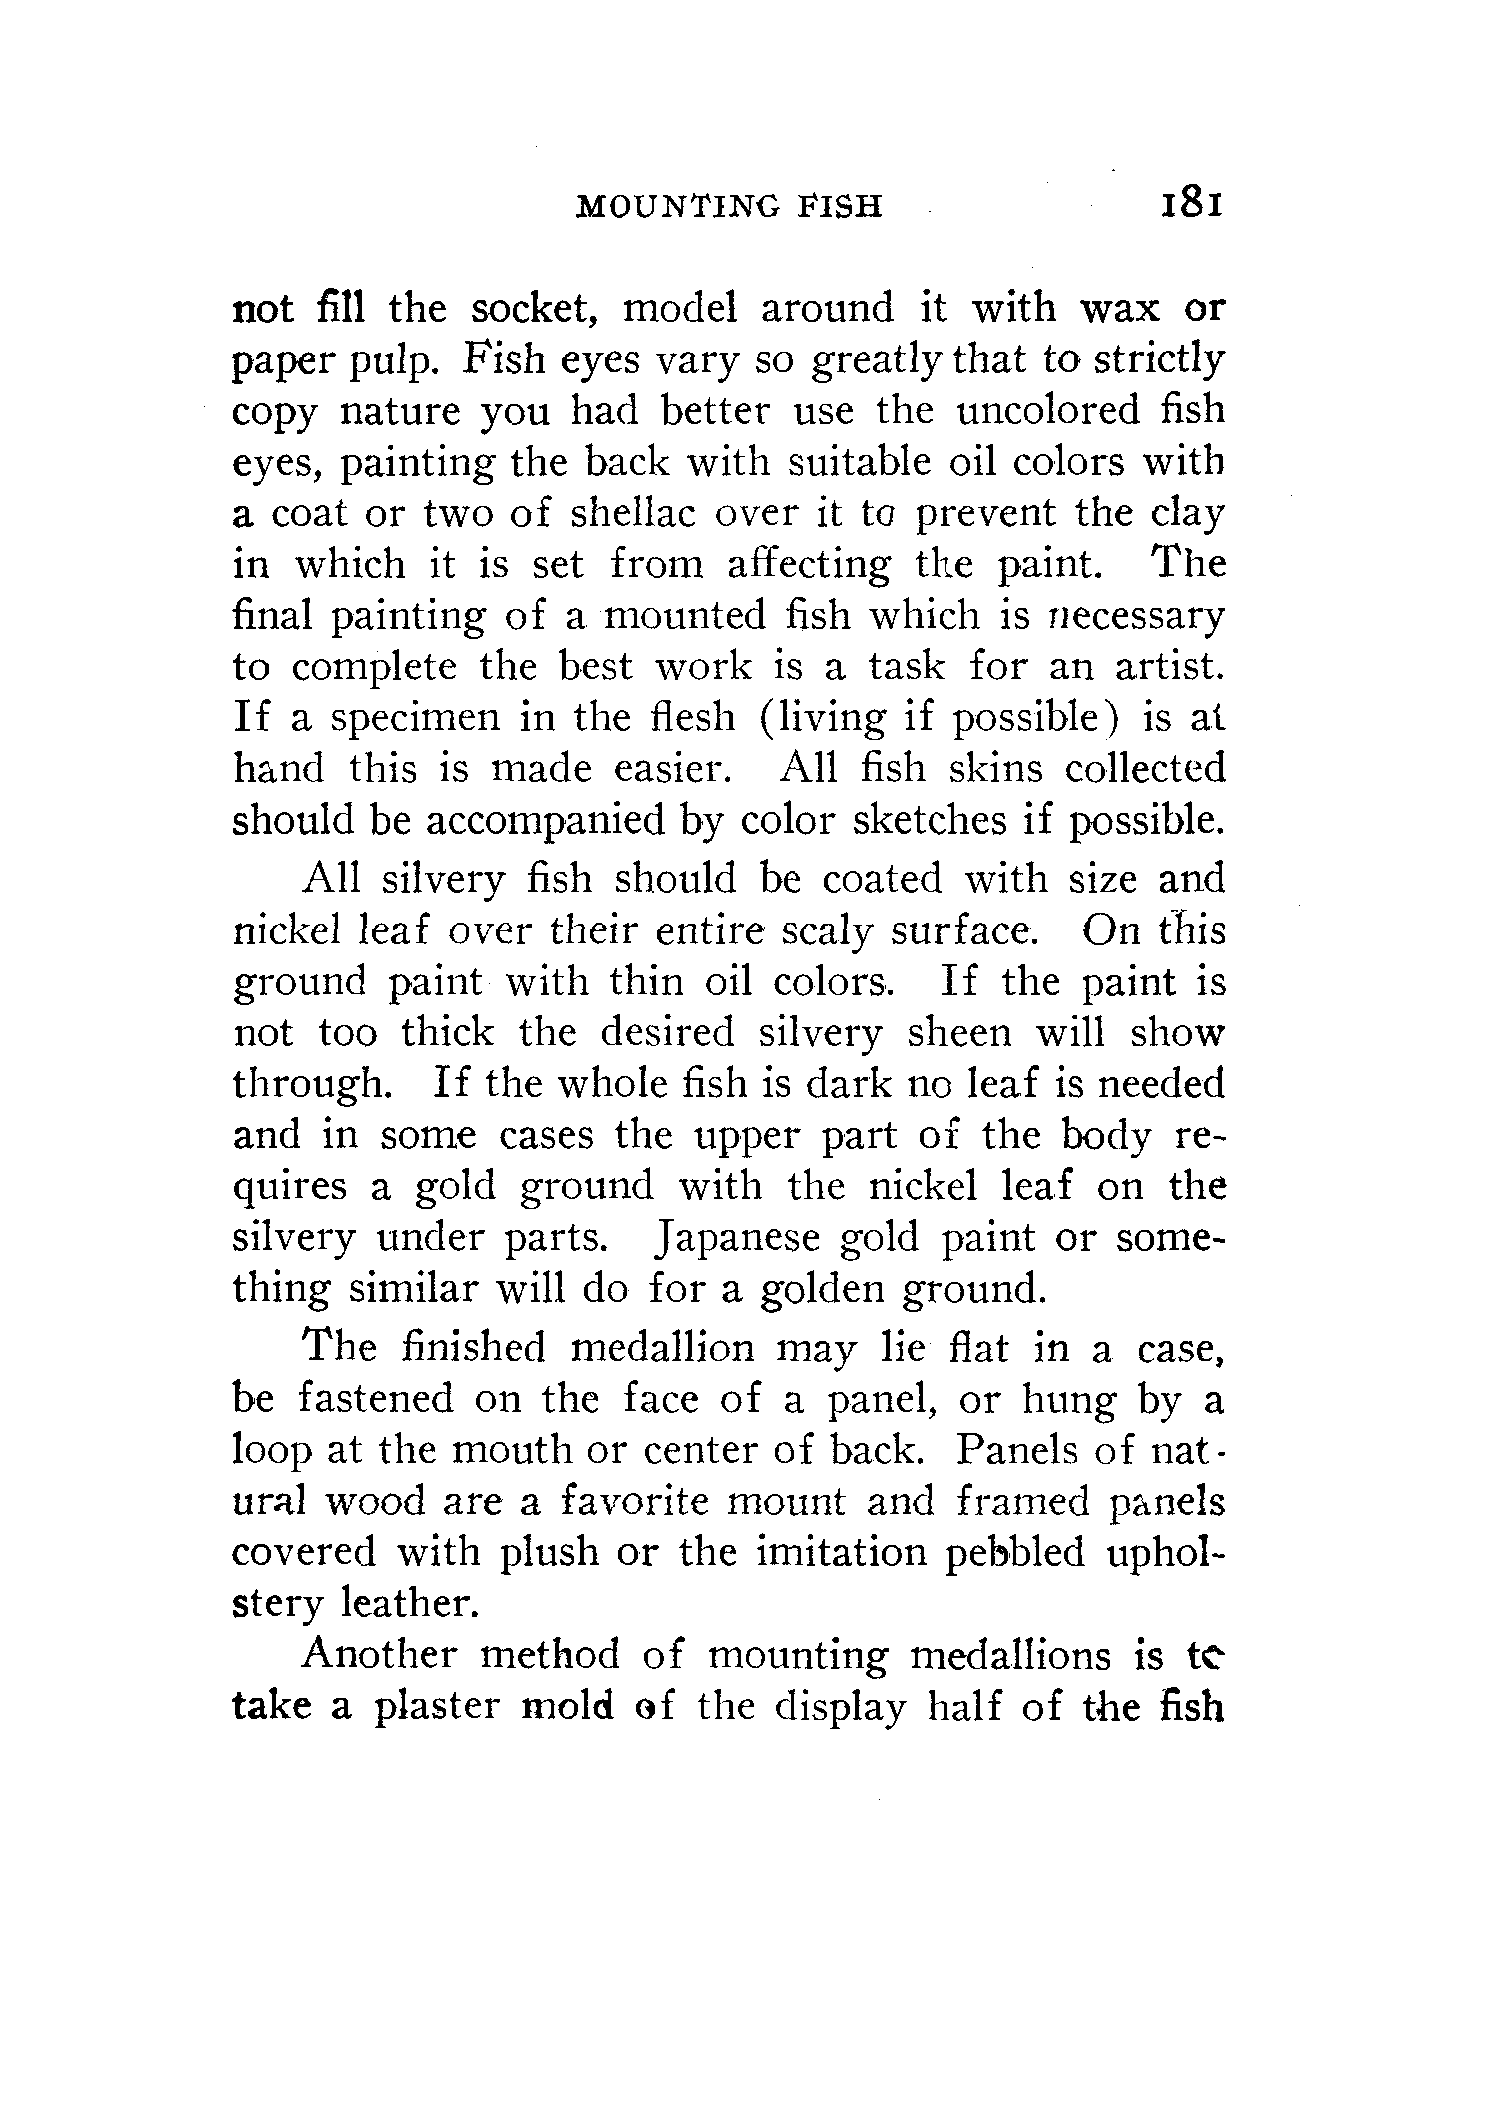 MOUNTING FISH 181
not fill the socket, model around it with wax or
paper pulp. Fish eyes vary so greatly that to strictly
copy nature you had better use the uncolored fish
eyes, painting the back with suitable oil colors with
a coat or two of shellac over it to prevent the clay
in which it is set from affecting the paint. The
final painting of a mounted fish which is necessary
to complete the best work is a task for an artist.
If a specimen in the flesh (living if possible) is at
hand this is made easier. All fish skins collected
should be accompanied by color sketches if possible.
All silvery fish should be coated with size and
nickel leaf over their entire scaly surface. On this
ground paint with thin oil colors. If the paint is
not too thick the desired silvery sheen will show
through. If the whole fish is dark no leaf is needed
and in some cases the upper part of the body re-
quires a gold ground with the nickel leaf on the
silvery under parts. Japanese gold paint or some-
thing similar will do for a golden ground.
The finished medallion may lie flat in a case,
be fastened on the face of a panel, or hung by a
loop at the mouth or center of back. Panels of nat-
ural wood are a favorite mount and framed panels
covered with plush or the imitation pebbled uphol-
stery leather.
Another method of mounting medallions is to
take a plaster mold of the display half of the fish